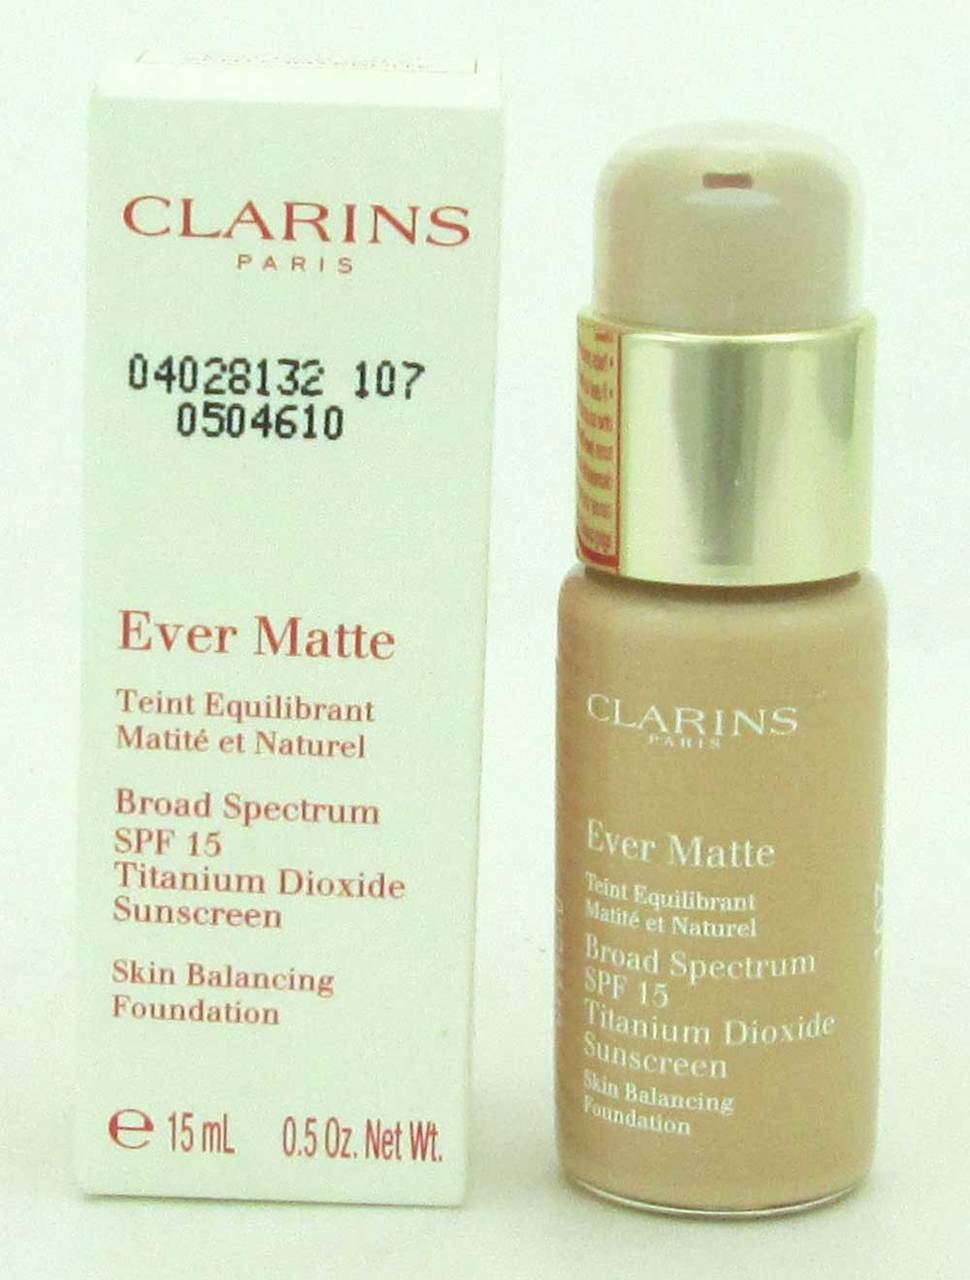 CLARINS
PARIS
04028132 107
0504610
Ever Matte
Teint Equilibrant
Matité et Naturel
Broad Spectrum
SPF 15
Titanium Dioxide
Sunscreen
Skin Balancing
Foundation
e 15 mL 0.5 Oz. Net Wt.
CLARINS
PARIS
Ever Matte
Teint Equilibrant
Matité et Naturel
Broad Spectrum
SPF 15
Titanium Dioxide
Sunscreen
Skin Balancing
Foundation
107